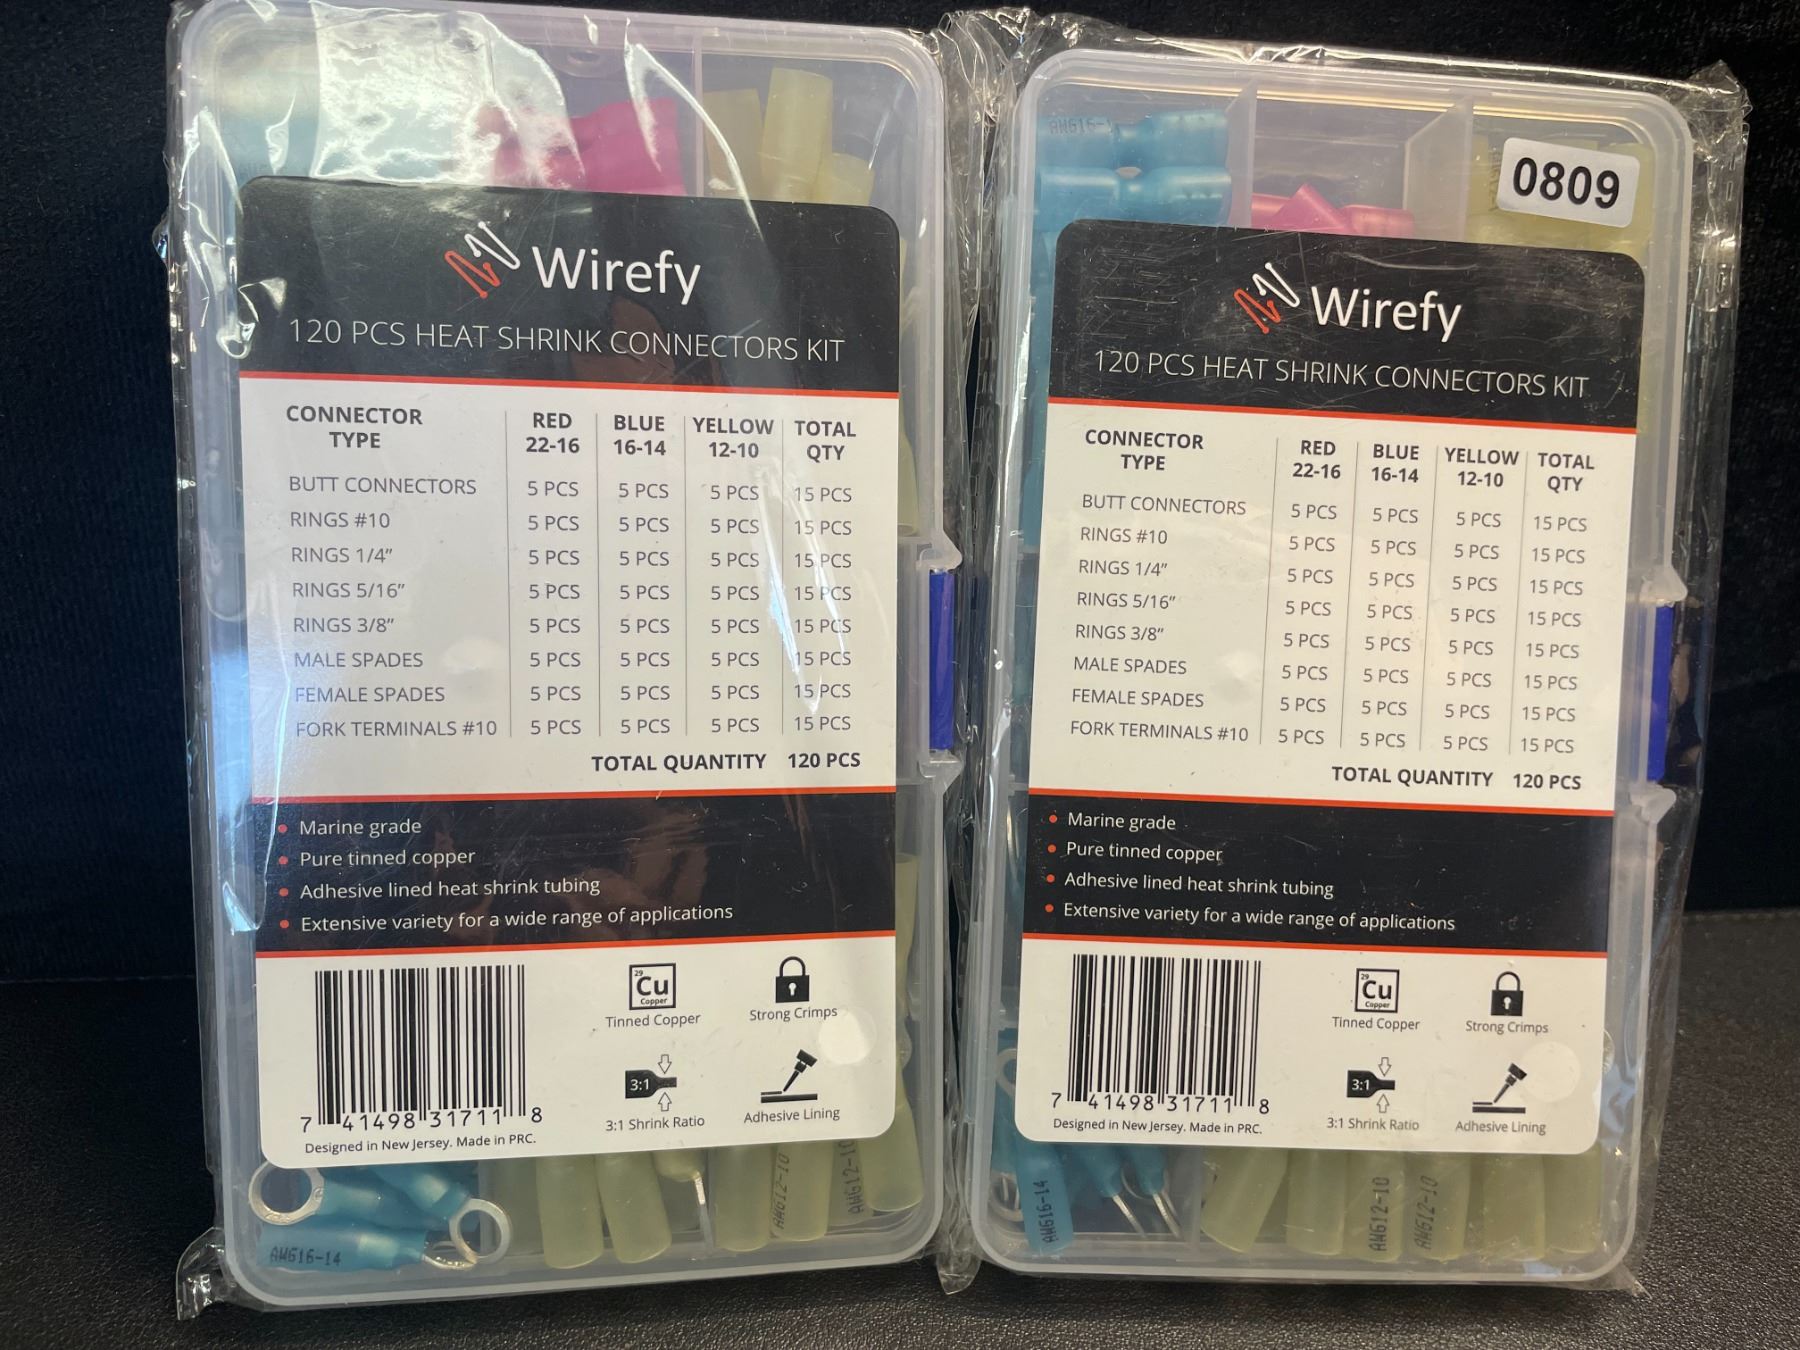 Wirefy
120 PCS HEAT SHRINK CONNECTORS KIT
CONNECTOR TYPE RED 22-16 BLUE 16-14 YELLOW 12-10 TOTAL QTY
BUTT CONNECTORS 5 PCS 5 PCS 5 PCS 15 PCS
RINGS #10 5 PCS 5 PCS 5 PCS 15 PCS
RINGS 1/4” 5 PCS 5 PCS 5 PCS 15 PCS
RINGS 5/16” 5 PCS 5 PCS 5 PCS 15 PCS
RINGS 3/8” 5 PCS 5 PCS 5 PCS 15 PCS
MALE SPADES 5 PCS 5 PCS 5 PCS 15 PCS
FEMALE SPADES 5 PCS 5 PCS 5 PCS 15 PCS
FORK TERMINALS #10 5 PCS 5 PCS 5 PCS 15 PCS
TOTAL QUANTITY 120 PCS
Marine grade
Pure tinned copper
Adhesive lined heat shrink tubing
Extensive variety for a wide range of applications
29
Cu
Copper
Tinned Copper
Strong Crimps
3:1
3:1 Shrink Ratio
Adhesive Lining
7 41498 31711 8
Designed in New Jersey. Made in PRC.
AWG16-14
AWG12-10
AWG12-10
0809
Wirefy
120 PCS HEAT SHRINK CONNECTORS KIT
CONNECTOR TYPE RED 22-16 BLUE 16-14 YELLOW 12-10 TOTAL QTY
BUTT CONNECTORS 5 PCS 5 PCS 5 PCS 15 PCS
RINGS #10 5 PCS 5 PCS 5 PCS 15 PCS
RINGS 1/4” 5 PCS 5 PCS 5 PCS 15 PCS
RINGS 5/16” 5 PCS 5 PCS 5 PCS 15 PCS
RINGS 3/8” 5 PCS 5 PCS 5 PCS 15 PCS
MALE SPADES 5 PCS 5 PCS 5 PCS 15 PCS
FEMALE SPADES 5 PCS 5 PCS 5 PCS 15 PCS
FORK TERMINALS #10 5 PCS 5 PCS 5 PCS 15 PCS
TOTAL QUANTITY 120 PCS
Marine grade
Pure tinned copper
Adhesive lined heat shrink tubing
Extensive variety for a wide range of applications
29
Cu
Copper
Tinned Copper
Strong Crimps
3:1
3:1 Shrink Ratio
Adhesive Lining
7 41498 31711 8
Designed in New Jersey. Made in PRC.
AWG16-14
AWG12-10
AWG12-10